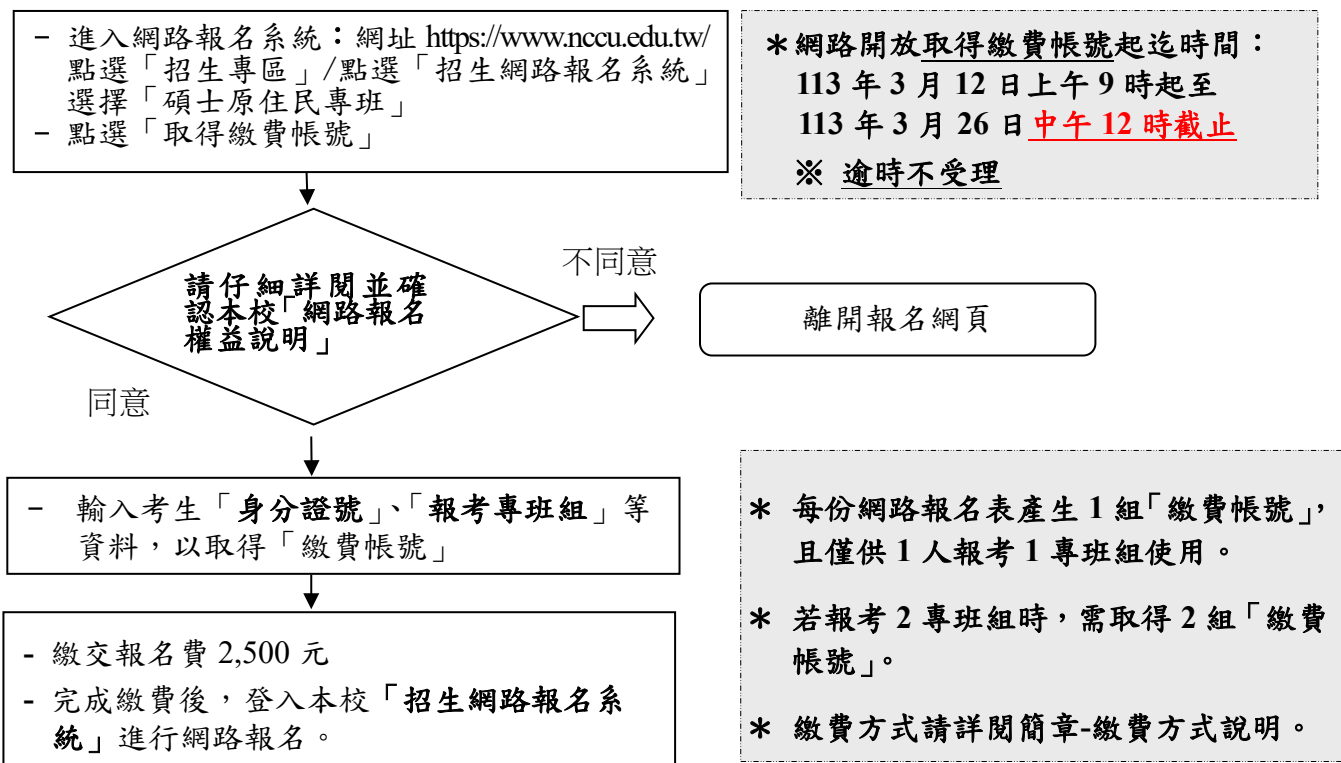 - 進入網路報名系統：網址 https://www.nccu.edu.tw/
點選「招生專區」/點選「招生網路報名系統」
選擇「碩士原住民專班」
- 點選「取得繳費帳號」
＊網路開放取得繳費帳號起迄時間：
113 年 3 月 12 日上午 9 時起至
113 年 3 月 26 日中午 12 時截止
※ 逾時不受理
請仔細詳閱並確
認本校「網路報名
權益說明」
不同意
離開報名網頁
同意
- 輸入考生「身分證號」、「報考專班組」等
資料，以取得「繳費帳號」
- 繳交報名費 2,500 元
- 完成繳費後，登入本校「招生網路報名系
統」進行網路報名。
＊ 每份網路報名表產生 1 組「繳費帳號」，
且僅供 1 人報考 1 專班組使用。
＊ 若報考 2 專班組時，需取得 2 組「繳費
帳號」。
＊ 繳費方式請詳閱簡章-繳費方式說明。